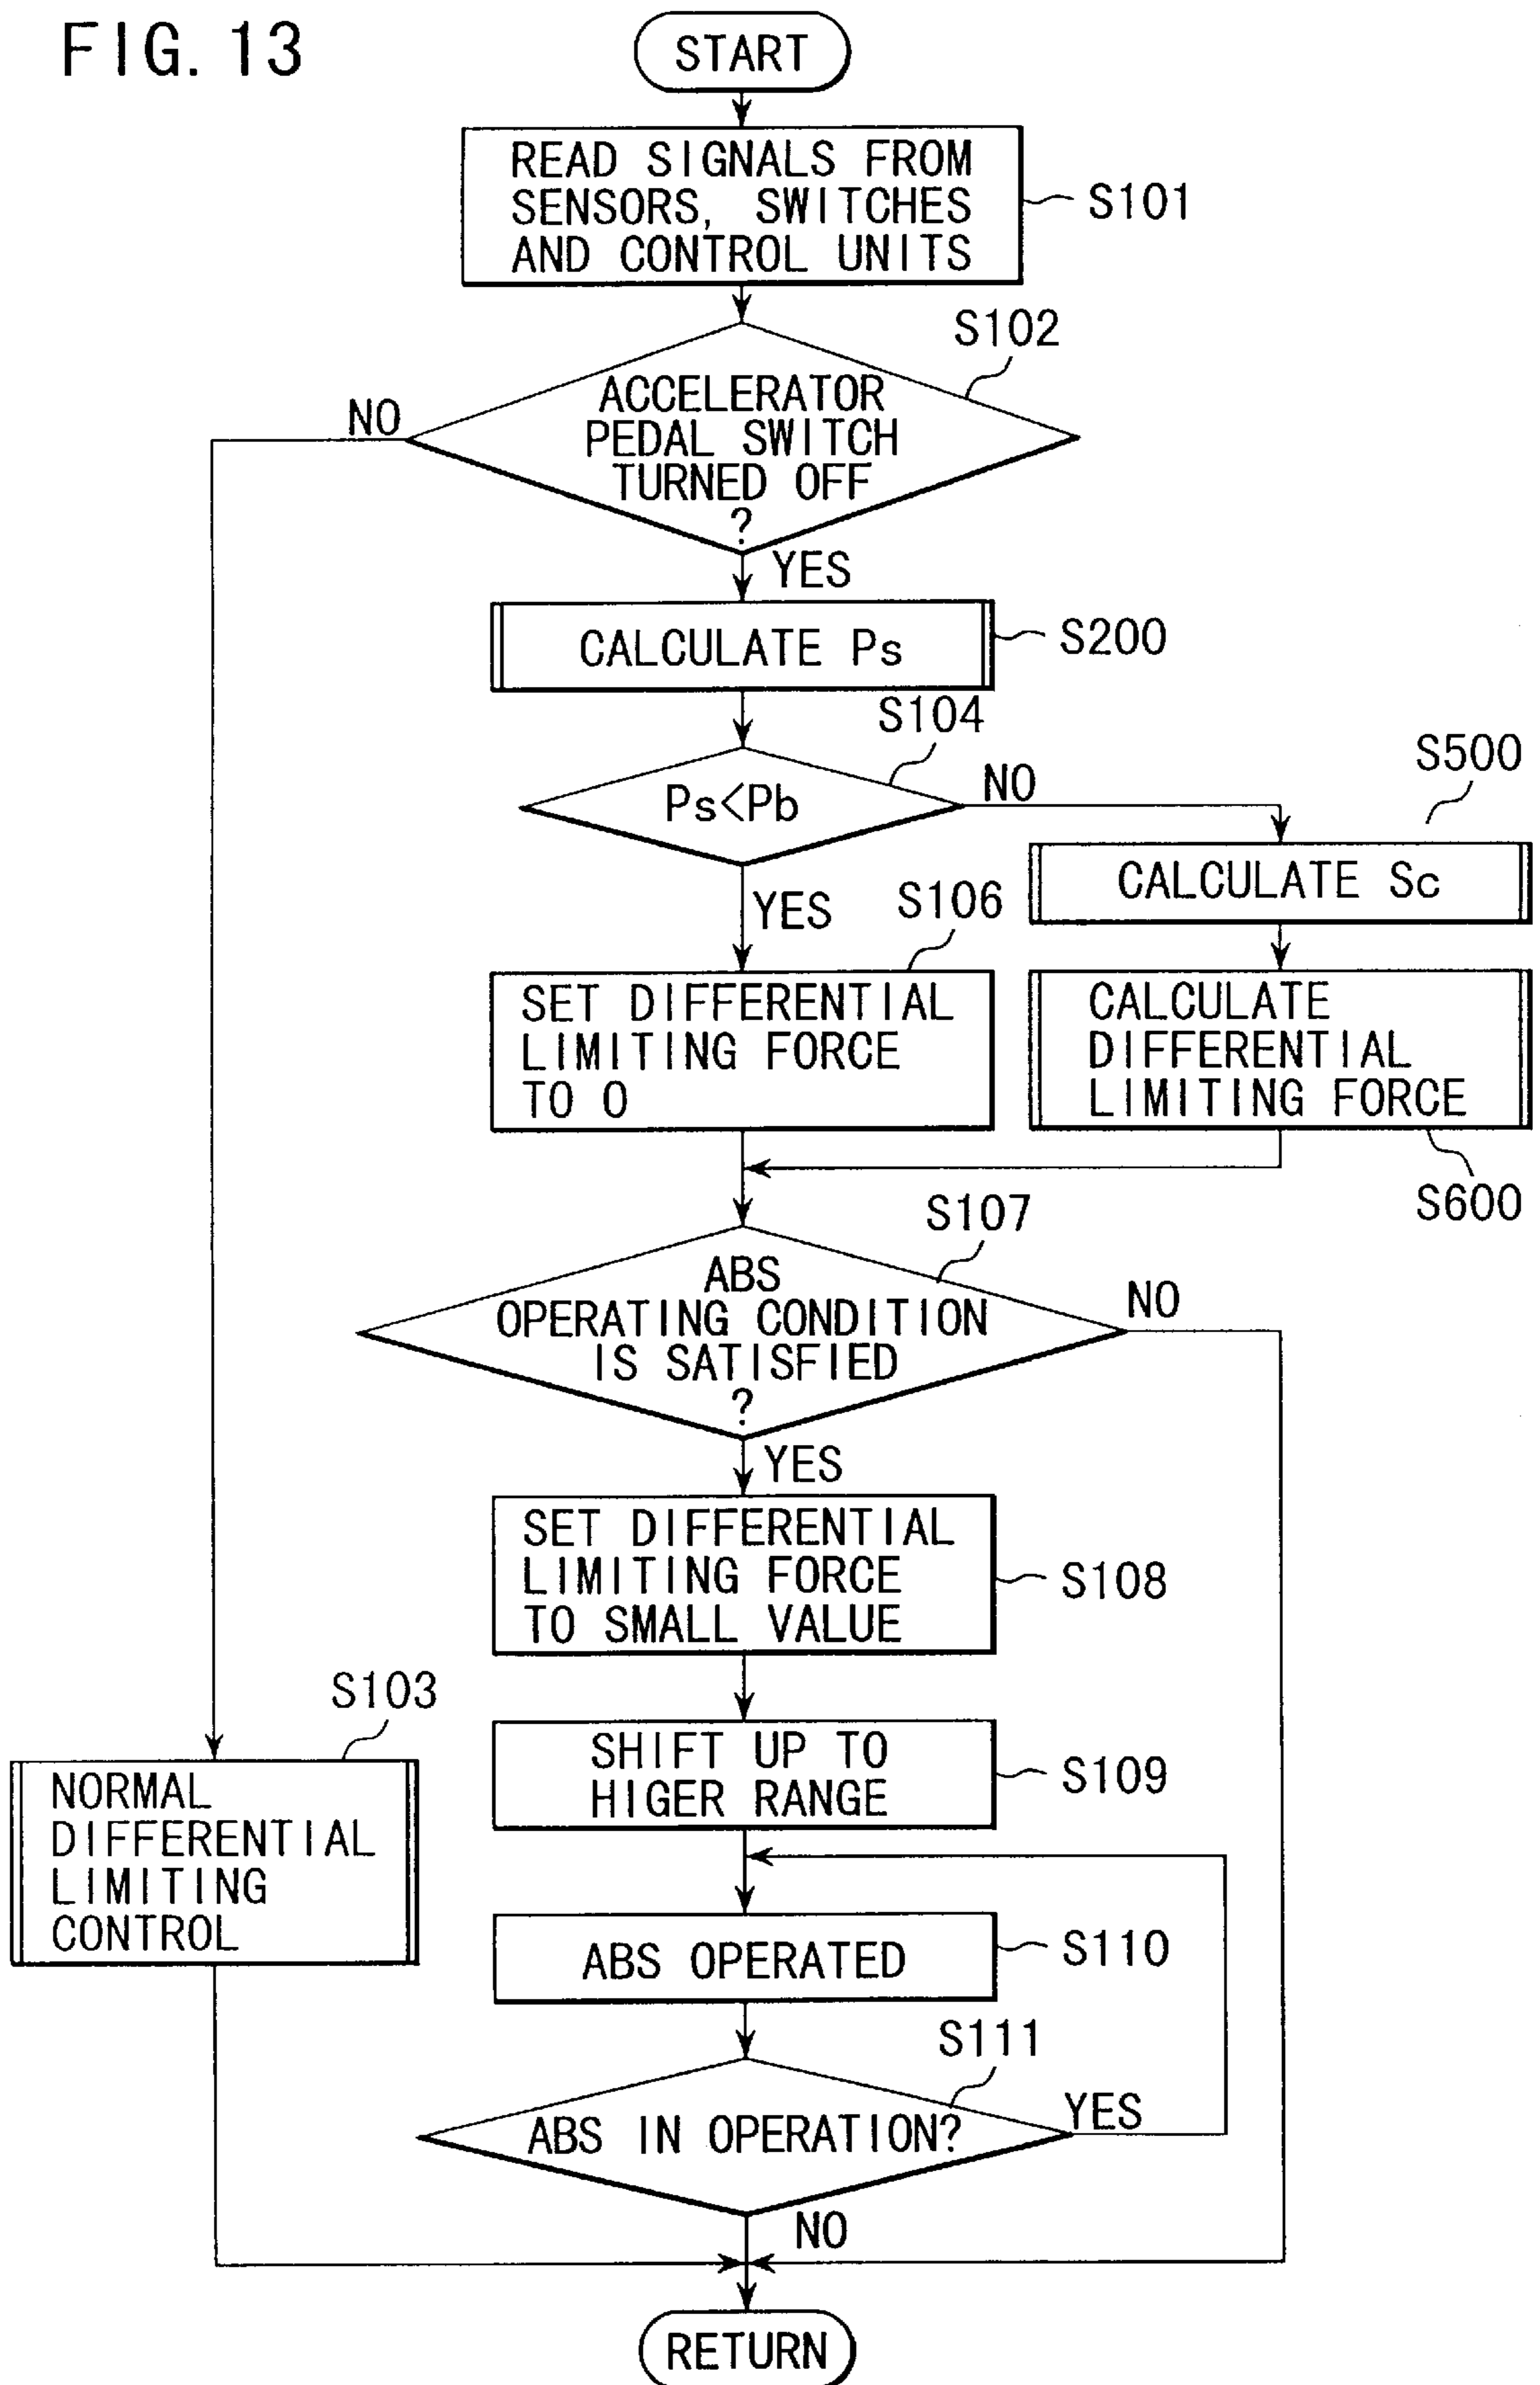 FIG. 13
START
READ SIGNALS FROM
SENSORS, SWITCHES
AND CONTROL UNITS
S101
S102
ACCELERATOR
PEDAL SWITCH
TURNED OFF
?
NO
YES
CALCULATE Ps
S200
S104
Ps<Pb
NO
S500
CALCULATE Sc
YES
S106
SET DIFFERENTIAL
LIMITING FORCE
TO 0
CALCULATE
DIFFERENTIAL
LIMITING FORCE
S600
S107
ABS
OPERATING CONDITION
IS SATISFIED
?
NO
YES
SET DIFFERENTIAL
LIMITING FORCE
TO SMALL VALUE
S108
S103
NORMAL
DIFFERENTIAL
LIMITING
CONTROL
SHIFT UP TO
HIGER RANGE
S109
ABS OPERATED
S110
S111
ABS IN OPERATION?
YES
NO
RETURN